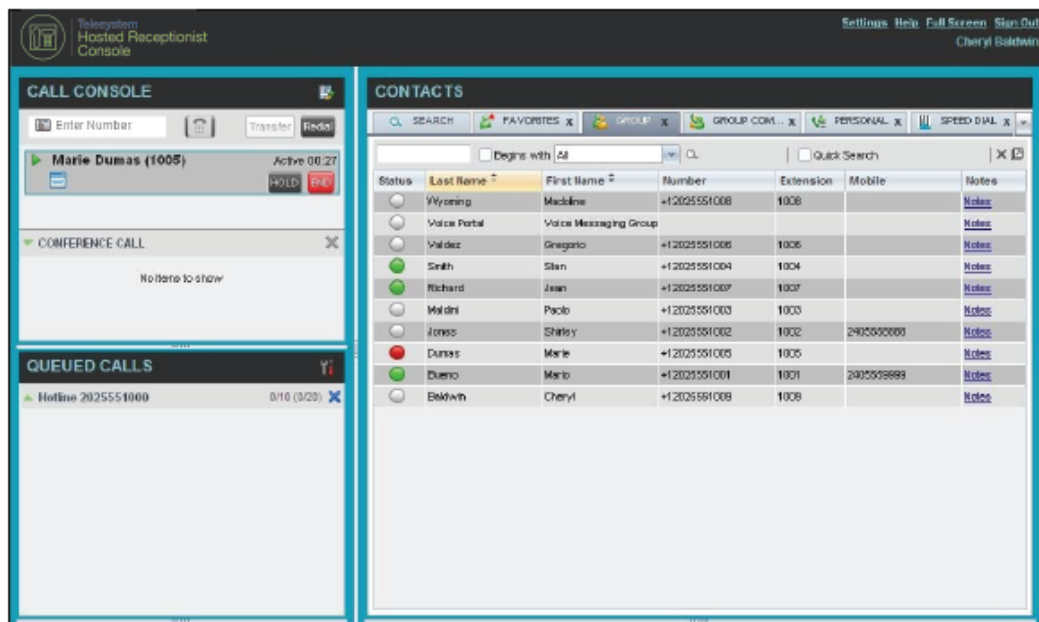 Telesystem
Hosted Receptionist
Console
Settings Help Full Screen Sign Out
Cheryl Baldwin
CALL CONSOLE
Enter Number Transfer Redial
Marie Dumas (1005) Active 00:27
HOLD END
CONFERENCE CALL
No items to show
QUEUED CALLS
Hotline 2025551000 0/10 (0/20)
CONTACTS
SEARCH FAVORITES X GROUP X GROUP COM... X PERSONAL X SPEED DIAL X
Begins with All Quick Search
Status Last Name First Name Number Extension Mobile Notes
Wyoming Madoline +12025551008 1008 Notes
Voice Portal Voice Messaging Group Notes
Valdez Gregorio +12025551006 1006 Notes
Smith Stan +12025551004 1004 Notes
Richard Jean +12025551007 1007 Notes
Maldini Paolo +12025551003 1003 Notes
Jones Shirley +12025551002 1002 Notes
Dumas Marie +12025551005 1005 Notes
Bueno Mario +12025551001 1001 2405559999 Notes
Baldwin Cheryl +12025551009 1009 Notes